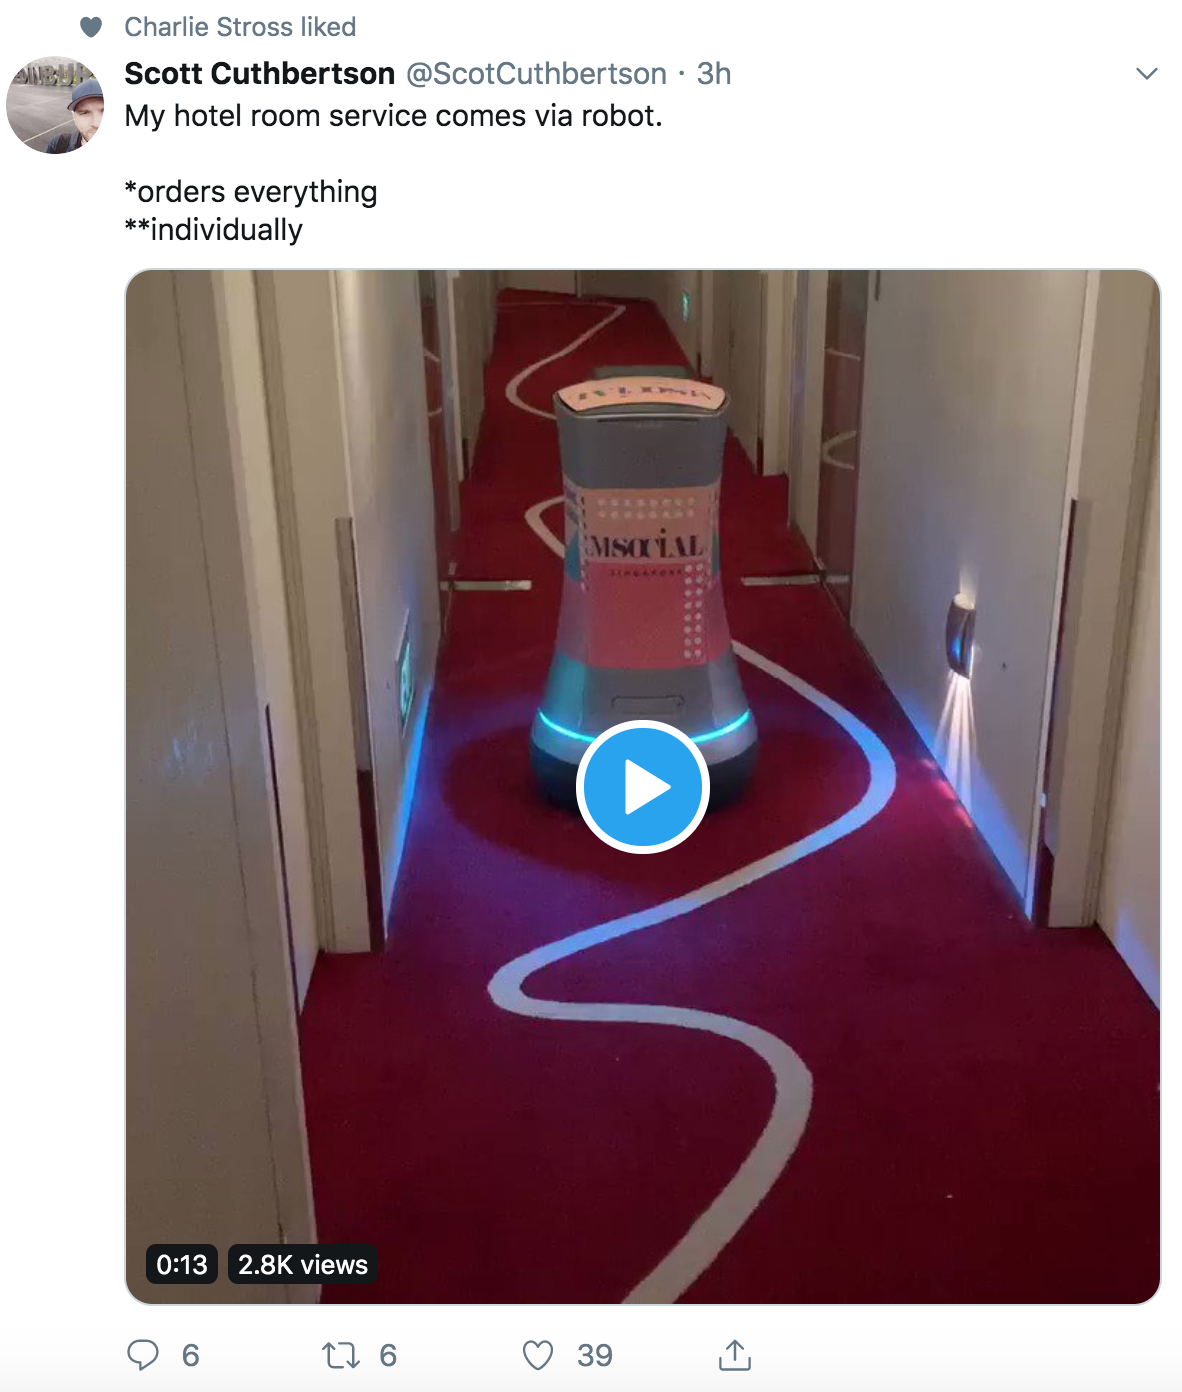 Charlie Stross liked
Scott Cuthbertson @ScotCuthbertson · 3h
My hotel room service comes via robot.
*orders everything
**individually
MSOCIAL
SINGAPORE
0:13 2.8K views
6 6 39